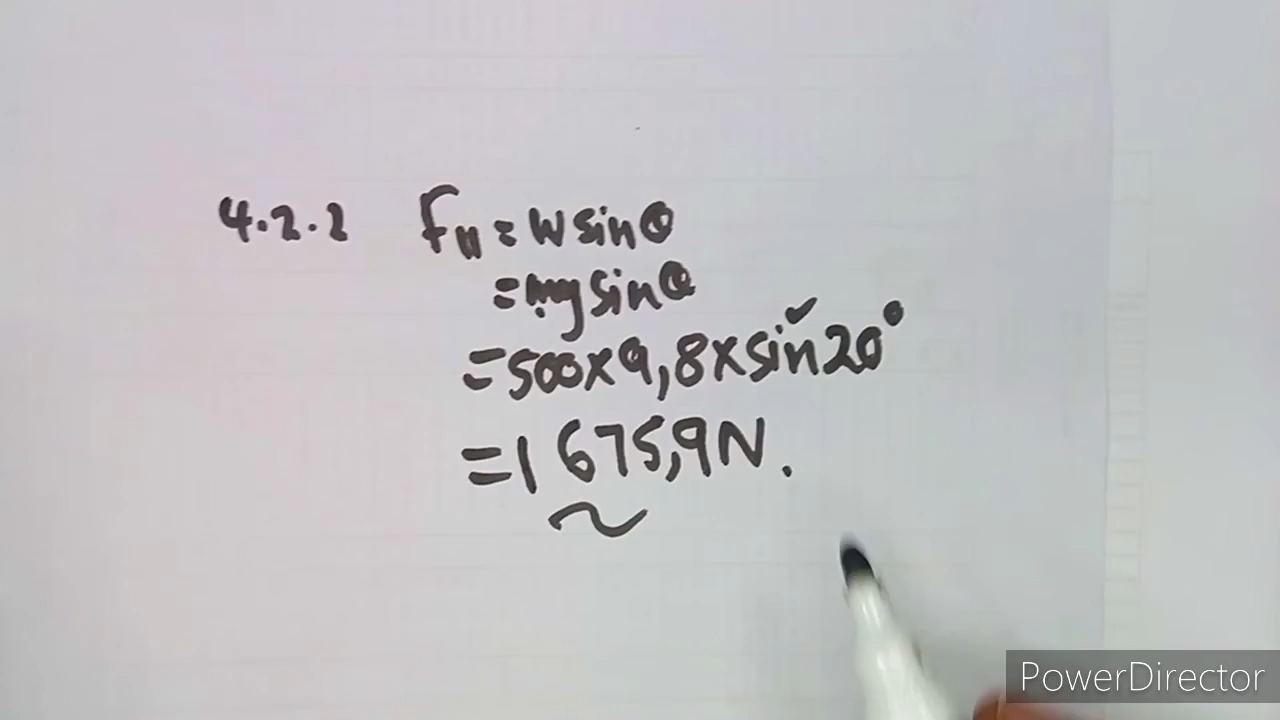 4.2.2 F|| = W sin θ
= mg sin θ
= 500 × 9,8 × sin 20°
= 1 675,9 N.
PowerDirector